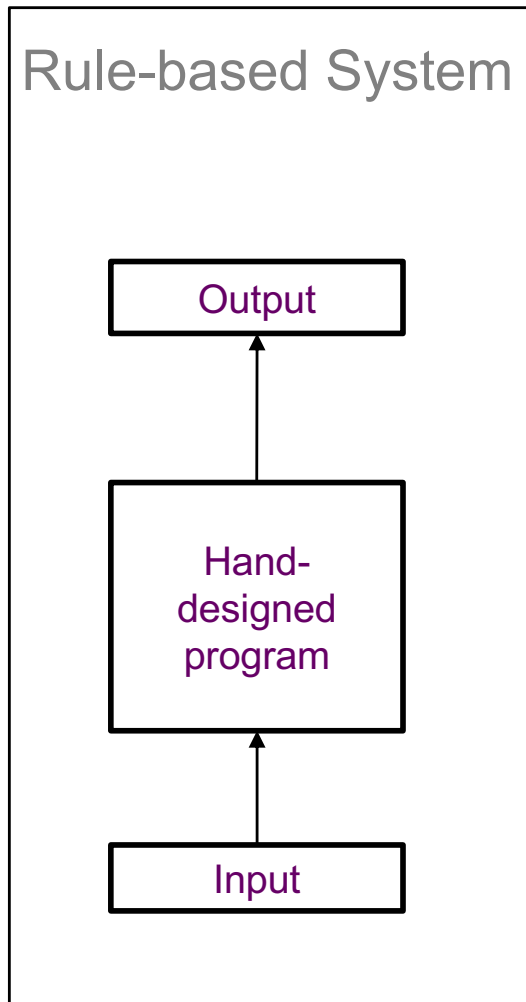 Rule-based System
Output
Hand-
designed
program
Input